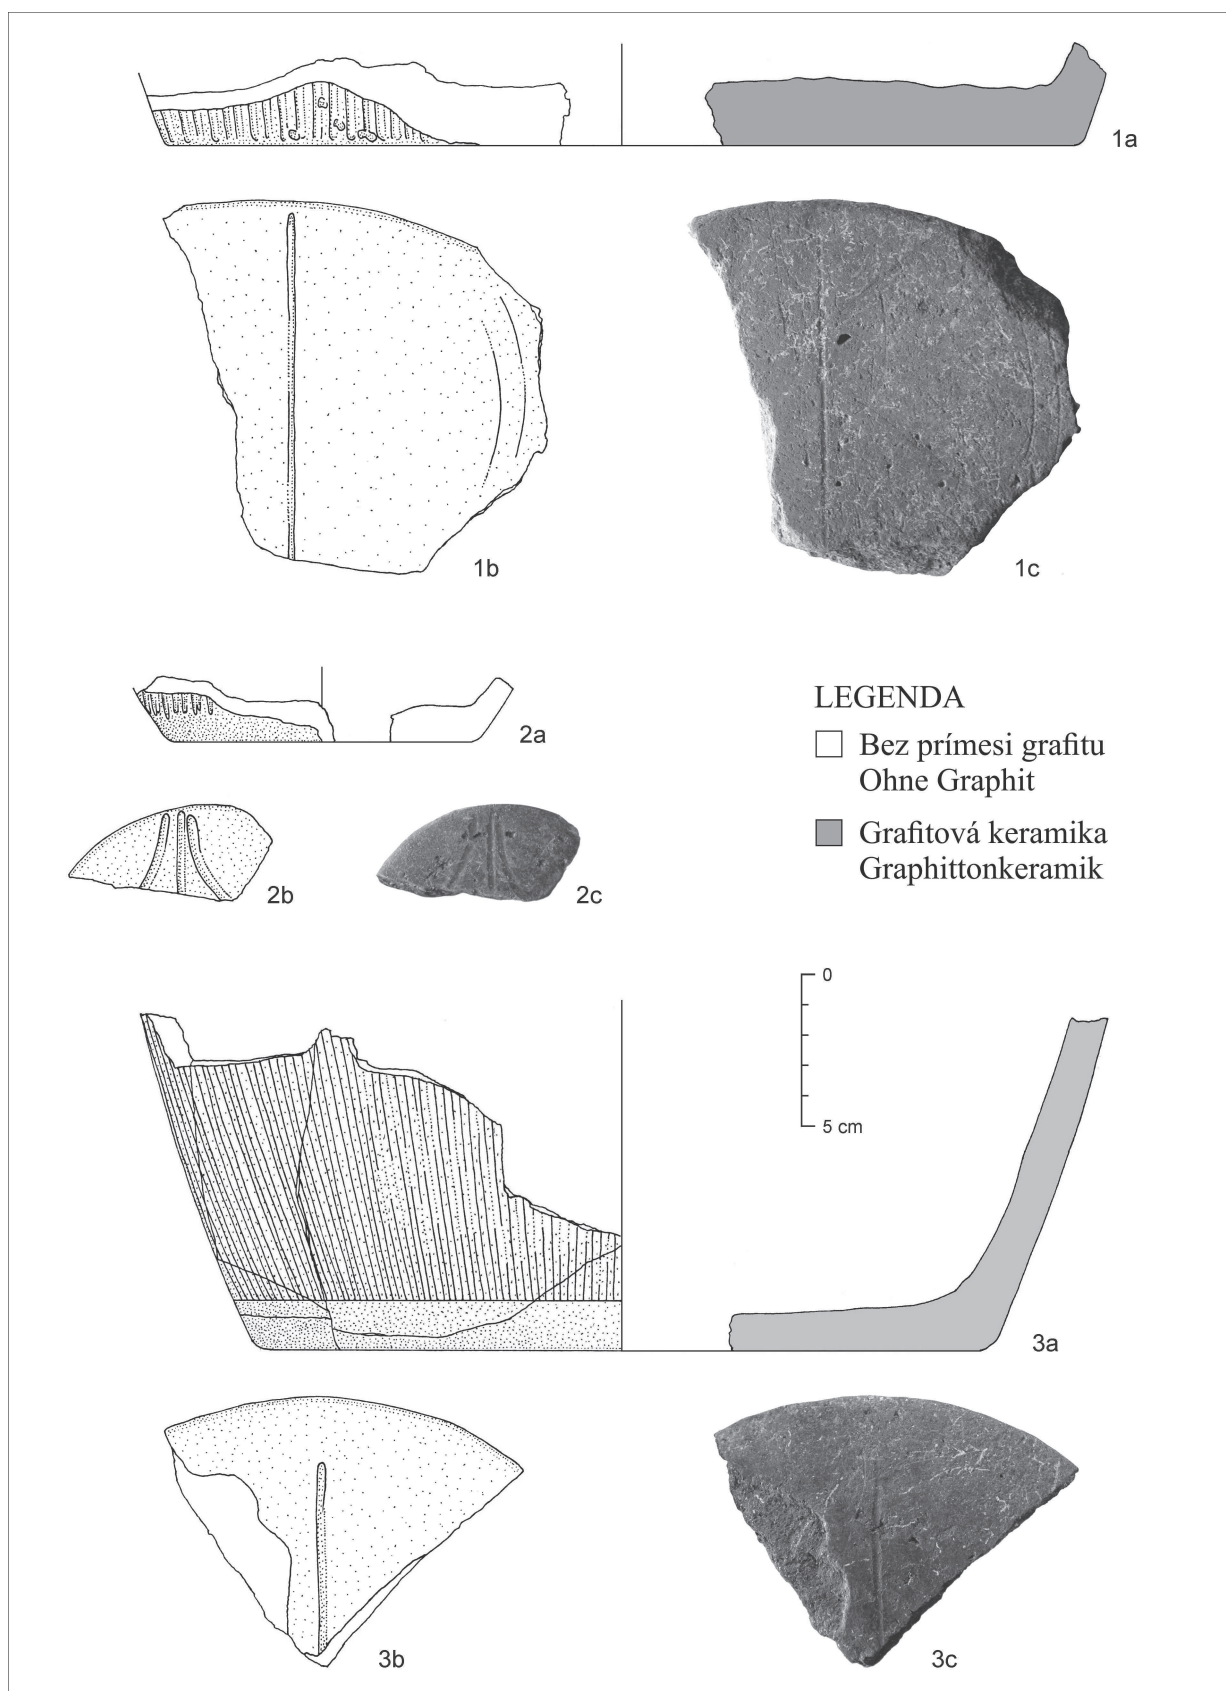 1a
1b
1c
2a
LEGENDA
Bez prímesi grafitu
Ohne Graphit
Grafitová keramika
Graphittonkeramik
2b
2c
0
5 cm
3a
3b
3c